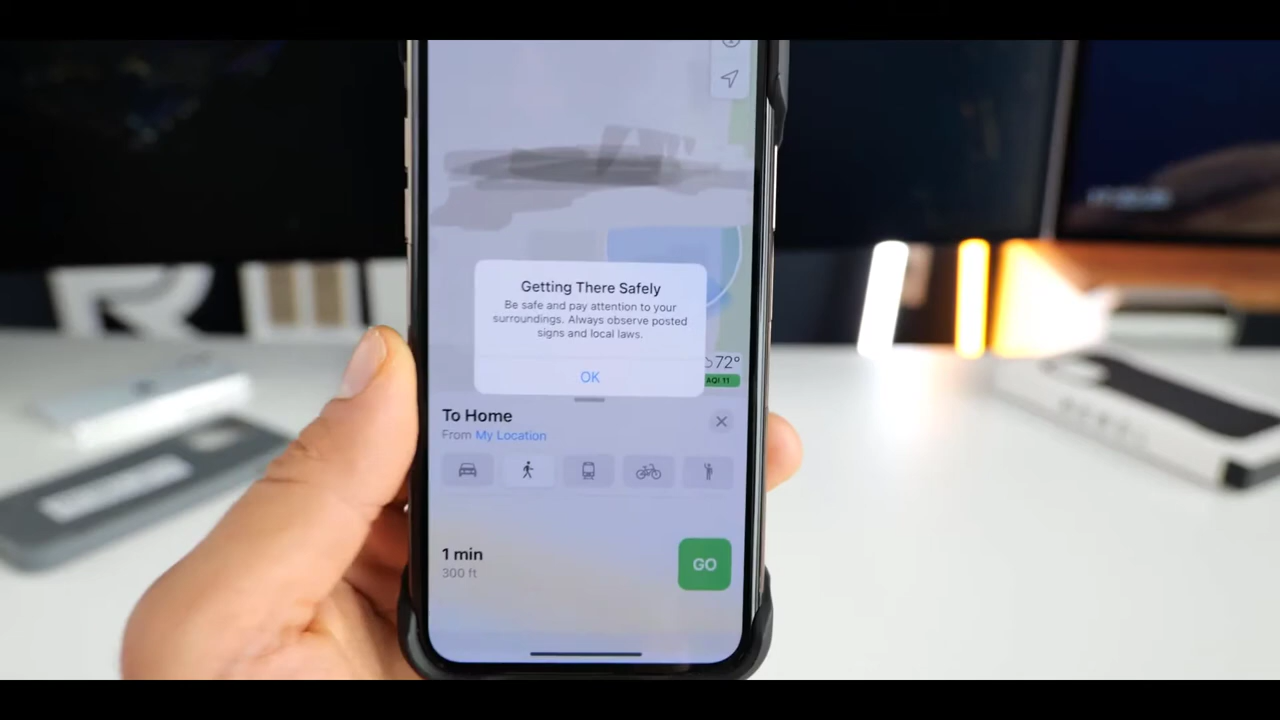 Getting There Safely
Be safe and pay attention to your
surroundings. Always observe posted
signs and local laws.
OK
72°
AQI 11
To Home
From My Location
1 min
300 ft
GO